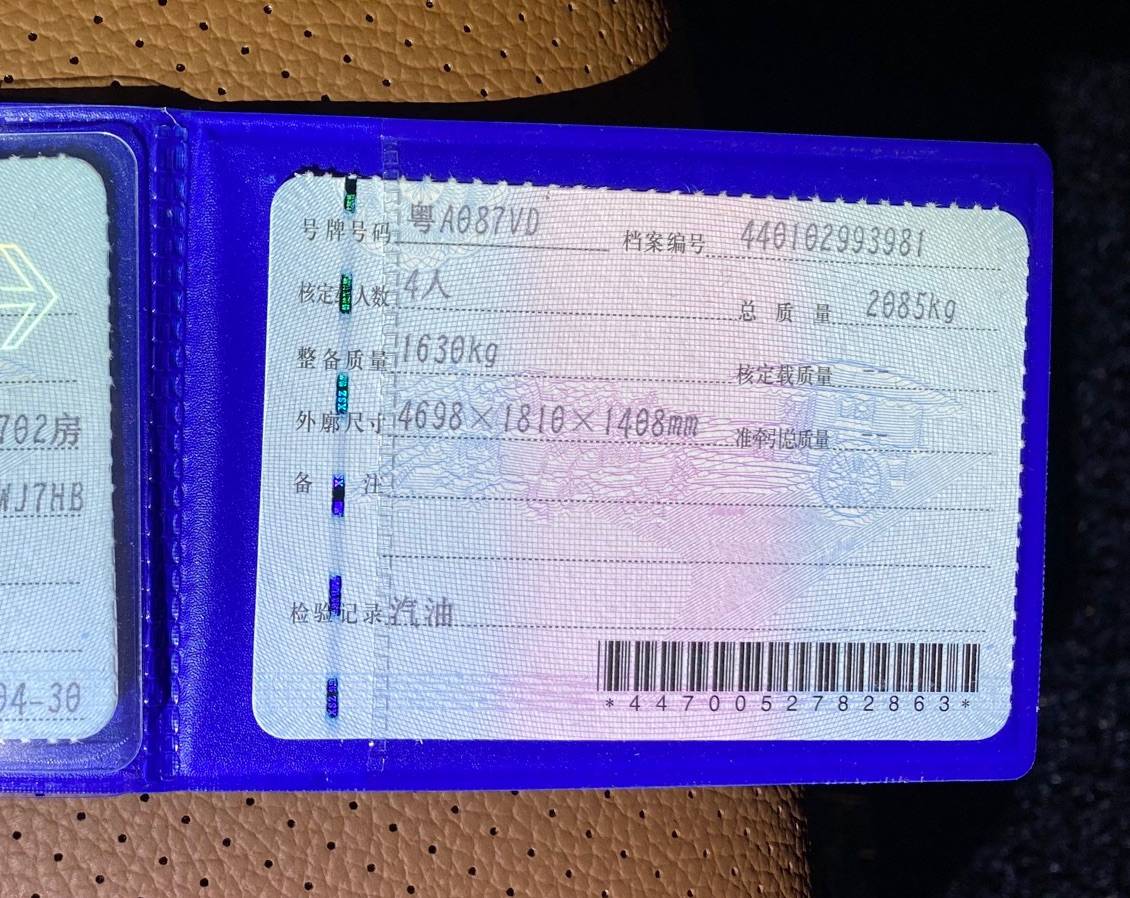 702房
WJ7HB
04-30
号牌号码 粤A087VD 档案编号 440102993981
核定载人数 4人 总质量 2085kg
整备质量 1630kg 核定载质量 --
外廓尺寸 4698×1810×1408mm 准牵引总质量 --
备注
检验记录 汽油
*4470052782863*